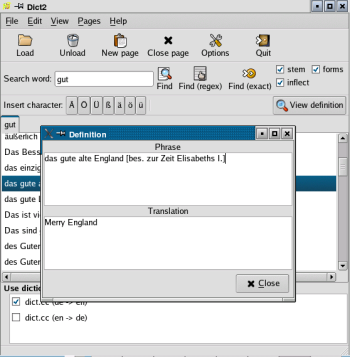 Dict2
File Edit View Pages Help
Load Unload New page Close page Options Quit
Search word: gut Find Find (regex) Find (exact) stem forms inflect
Insert character: Ä Ö Ü ß ä ö ü View definition
gut
äußerlich
Das Bess
das einzig
das gute
das gute
Das ist vi
Das sind
des Guter
des Guter
Definition
Phrase
das gute alte England [bes. zur Zeit Elisabeths I.]
Translation
Merry England
Close
Use dictio
dict.cc (de -> en)
dict.cc (en -> de)